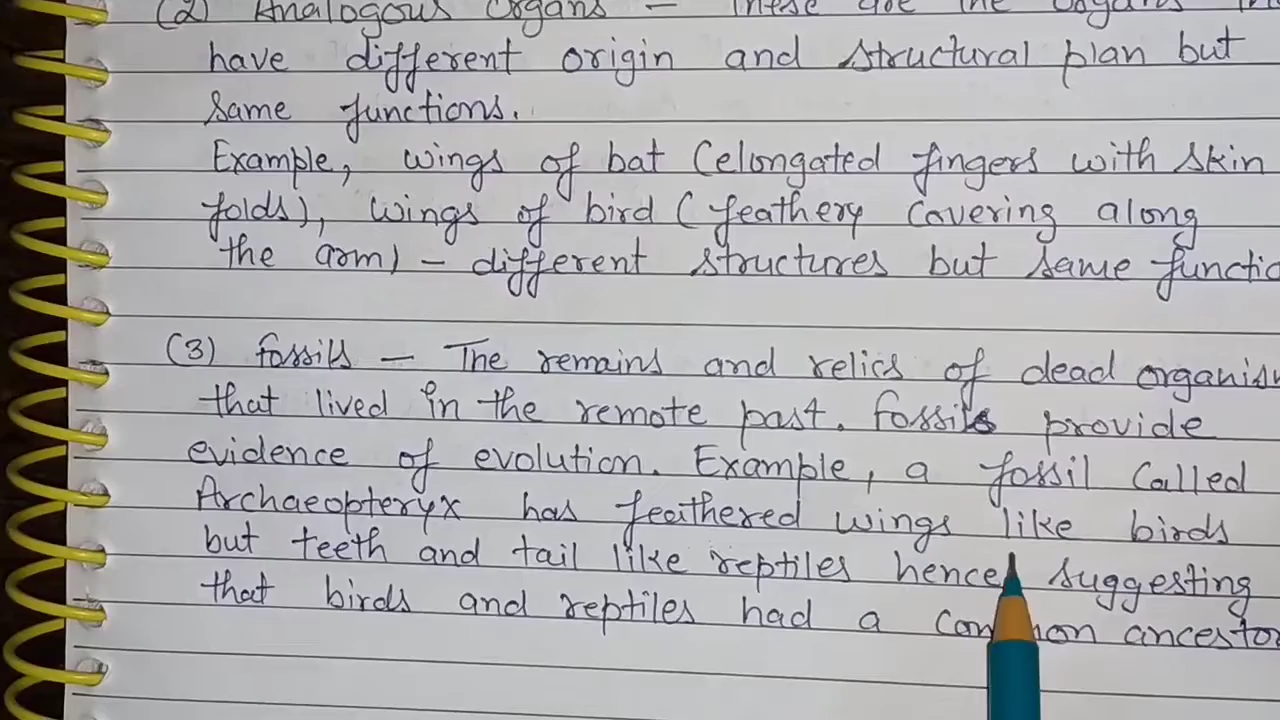 (2) Analogous Organs – These are the organs
have different origin and structural plan but
same functions.
Example, wings of bat (elongated fingers with skin
folds), wings of bird (feathery covering along
the arm) – different structures but same functio
(3) Fossils – The remains and relics of dead organis
that lived in the remote past. Fossils provide
evidence of evolution. Example, a fossil called
Archaeopteryx has feathered wings like birds
but teeth and tail like reptiles hence suggesting
that birds and reptiles had a common ancestor